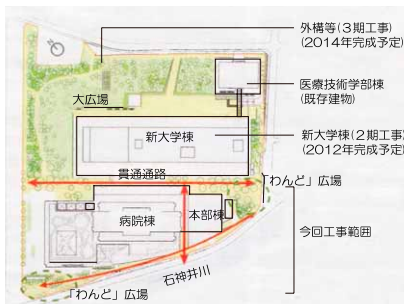 外構等(3期工事)
(2014年完成予定)
医療技術学部棟
(既存建物)
大広場
新大学棟
新大学棟(2期工事)
(2012年完成予定)
貫通通路
「わんど」広場
病院棟
本部棟
今回工事範囲
石神井川
「わんど」広場